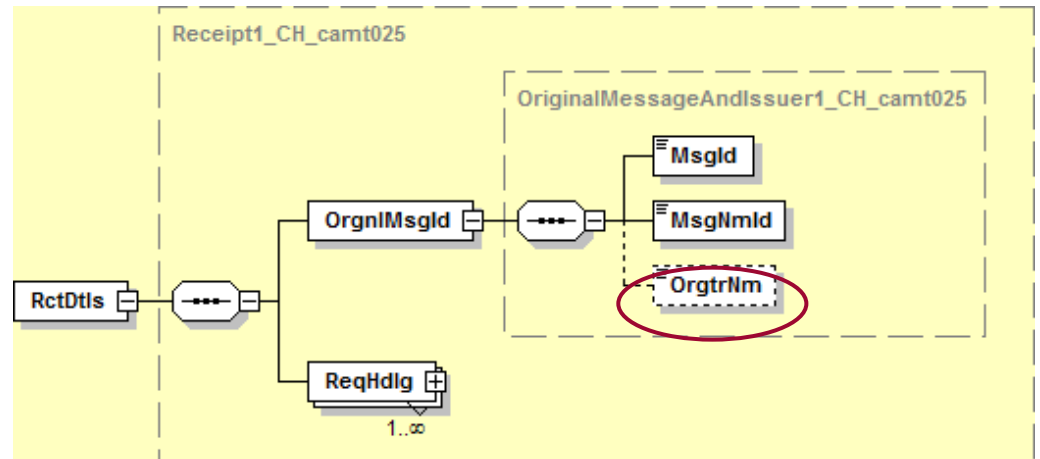 Receipt1_CH_camt025
OriginalMessageAndIssuer1_CH_camt025
MsgId
OrgnlMsgId
MsgNmId
OrgtrNm
RctDtls
ReqHdlg
1..∞